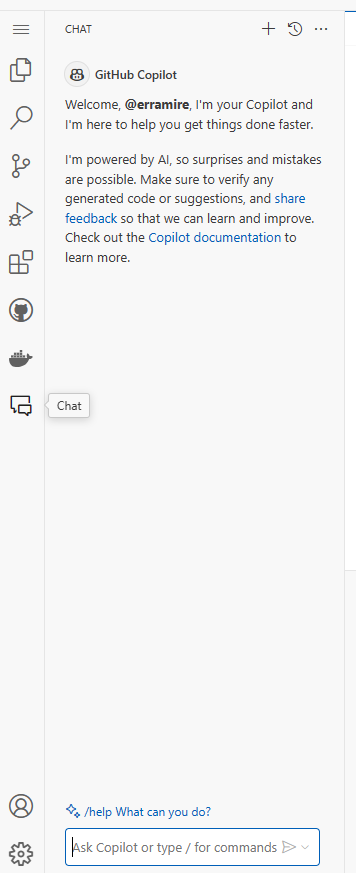 CHAT
GitHub Copilot
Welcome, @erramire, I'm your Copilot and
I'm here to help you get things done faster.
I'm powered by AI, so surprises and mistakes
are possible. Make sure to verify any
generated code or suggestions, and share
feedback so that we can learn and improve.
Check out the Copilot documentation to
learn more.
Chat
/help What can you do?
Ask Copilot or type / for commands